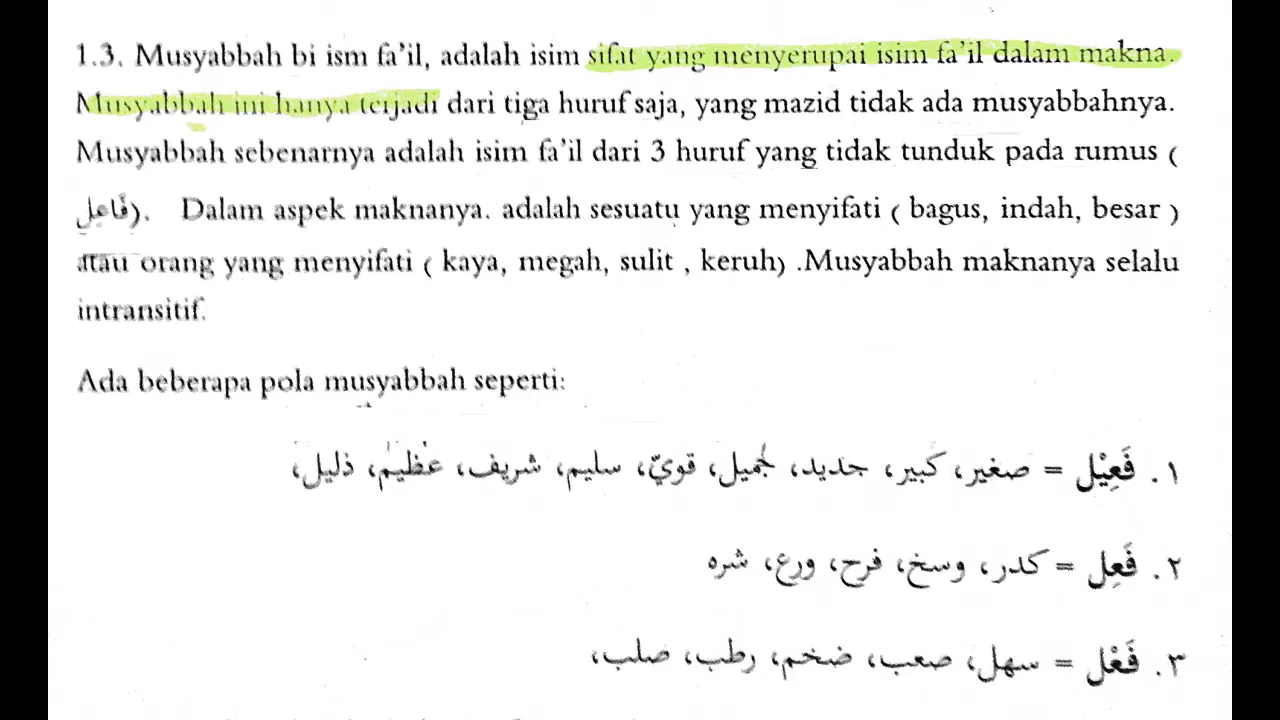 1.3. Musyabbah bi ism fa’il, adalah isim sifat yang menyerupai isim fa’il dalam makna.
Musyabbah ini hanya terjadi dari tiga huruf saja, yang mazid tidak ada musyabbahnya.
Musyabbah sebenarnya adalah isim fa’il dari 3 huruf yang tidak tunduk pada rumus (
فَاعِل). Dalam aspek maknanya. adalah sesuatu yang menyifati ( bagus, indah, besar )
atau orang yang menyifati ( kaya, megah, sulit , keruh) .Musyabbah maknanya selalu
intransitif.
Ada beberapa pola musyabbah seperti:
١. فَعِيْل = صغير، كبير، جديد، جميل، قويّ، سليم، شريف، عظيم، ذليل،
٢. فَعِل = كدر، وسخ، فرح، ورع، شره
٣. فَعْل = سهل، صعب، ضخم، رطب، صلب،